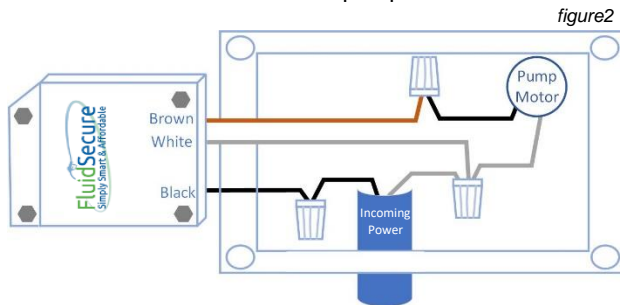 figure2
Pump
Motor
Brown
White
Black
FluidSecure
Simply Smart & Affordable
Incoming
Power